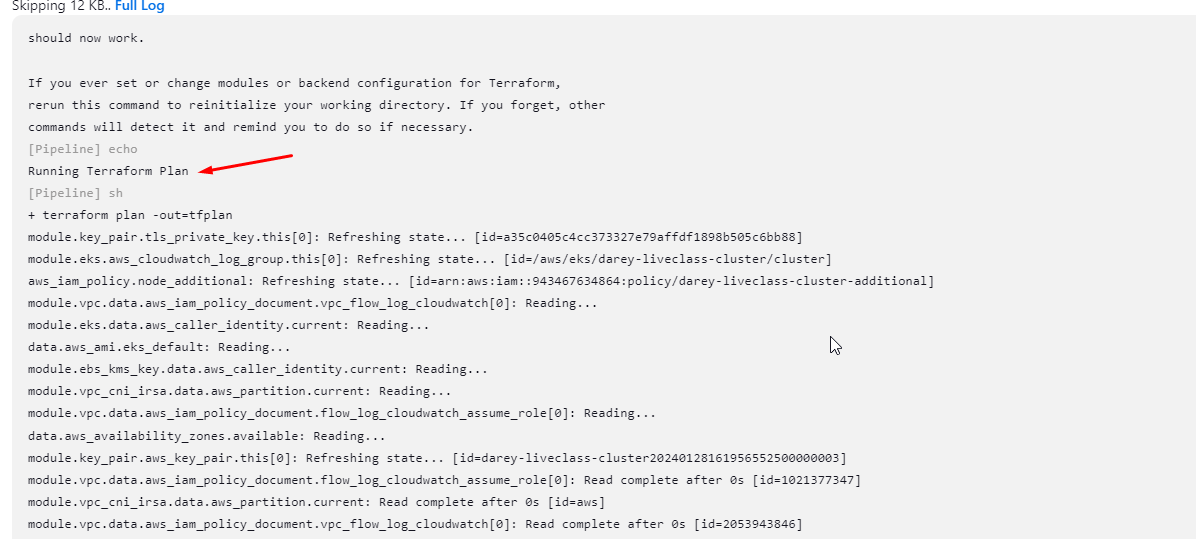 Skipping 12 KB.. Full Log
should now work.
If you ever set or change modules or backend configuration for Terraform,
rerun this command to reinitialize your working directory. If you forget, other
commands will detect it and remind you to do so if necessary.
[Pipeline] echo
Running Terraform Plan
[Pipeline] sh
+ terraform plan -out=tfplan
module.key_pair.tls_private_key.this[0]: Refreshing state... [id=a35c0405c4cc373327e79affdf1898b505c6bb88]
module.eks.aws_cloudwatch_log_group.this[0]: Refreshing state... [id=/aws/eks/darey-liveclass-cluster/cluster]
aws_iam_policy.node_additional: Refreshing state... [id=arn:aws:iam::943467634864:policy/darey-liveclass-cluster-additional]
module.vpc.data.aws_iam_policy_document.vpc_flow_log_cloudwatch[0]: Reading...
module.eks.data.aws_caller_identity.current: Reading...
data.aws_ami.eks_default: Reading...
module.ebs_kms_key.data.aws_caller_identity.current: Reading...
module.vpc_cni_irsa.data.aws_partition.current: Reading...
module.vpc.data.aws_iam_policy_document.flow_log_cloudwatch_assume_role[0]: Reading...
data.aws_availability_zones.available: Reading...
module.key_pair.aws_key_pair.this[0]: Refreshing state... [id=darey-liveclass-cluster20240128161956552500000003]
module.vpc.data.aws_iam_policy_document.flow_log_cloudwatch_assume_role[0]: Read complete after 0s [id=1021377347]
module.vpc_cni_irsa.data.aws_partition.current: Read complete after 0s [id=aws]
module.vpc.data.aws_iam_policy_document.vpc_flow_log_cloudwatch[0]: Read complete after 0s [id=2053943846]